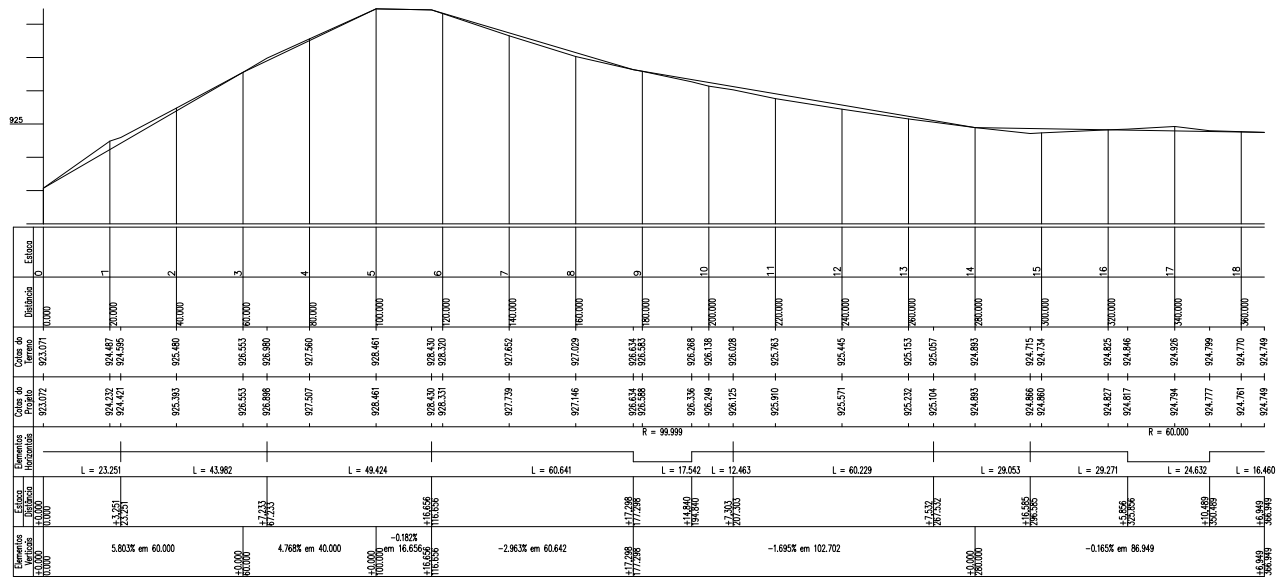 925
Estaca
0 1 2 3 4 5 6 7 8 9 10 11 12 13 14 15 16 17 18
Distância
0.000 20.000 40.000 60.000 80.000 100.000 120.000 140.000 160.000 180.000 200.000 220.000 240.000 260.000 280.000 300.000 320.000 340.000 360.000
Cotas do
Terreno
923.071 924.487 924.595 925.480 926.553 926.980 927.560 928.461 928.430 928.320 927.652 927.029 926.634 926.583 926.268 926.138 926.028 925.763 925.445 925.153 925.057 924.893 924.715 924.734 924.825 924.846 924.926 924.799 924.770 924.749
Cotas do
Projeto
923.072 924.232 924.421 925.393 926.553 926.898 927.507 928.461 928.430 928.331 927.739 927.146 926.634 926.588 926.336 926.249 926.125 925.910 925.571 925.232 925.104 924.893 924.866 924.860 924.827 924.817 924.794 924.777 924.761 924.749
Elementos
Horizontais
R = 99.999 R = 60.000
L = 23.251 L = 43.982 L = 49.424 L = 60.641 L = 17.542 L = 12.463 L = 60.229 L = 29.053 L = 29.271 L = 24.632 L = 16.460
Estaca
Distância
+0.000 +3.251 +7.233 +16.656 +17.298 +14.840 +7.303 +7.532 +16.585 +5.856 +10.489 +6.949
0.000 23.251 67.233 116.656 177.298 194.840 207.303 267.532 296.585 325.856 350.489 366.949
Elementos
Verticais
+0.000 +0.000 +0.000 +16.656 +17.298 +0.000 +6.949
0.000 60.000 100.000 116.656 177.298 280.000 366.949
5.803% em 60.000 4.768% em 40.000 -0.182%
em 16.656 -2.963% em 60.642 -1.695% em 102.702 -0.165% em 86.949